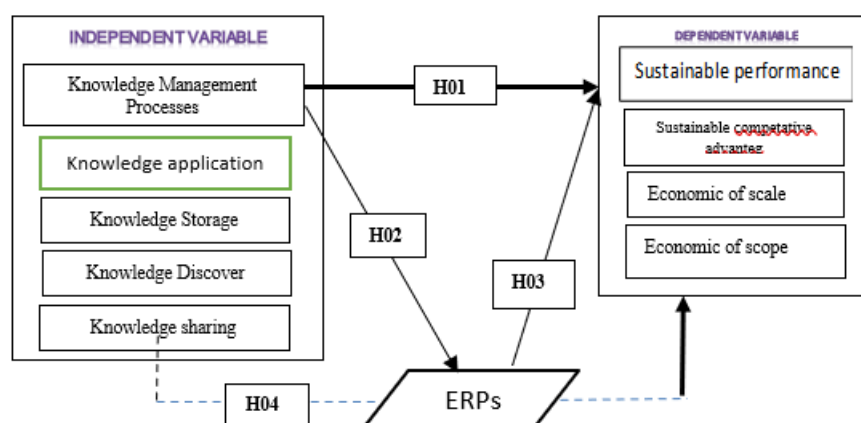 INDEPENDENT VARIABLE
Knowledge Management
Processes
Knowledge application
Knowledge Storage
Knowledge Discover
Knowledge sharing
H01
H02
H03
H04
ERPs
DEPENDENT VARIABLE
Sustainable performance
Sustainable competative
advanteg
Economic of scale
Economic of scope